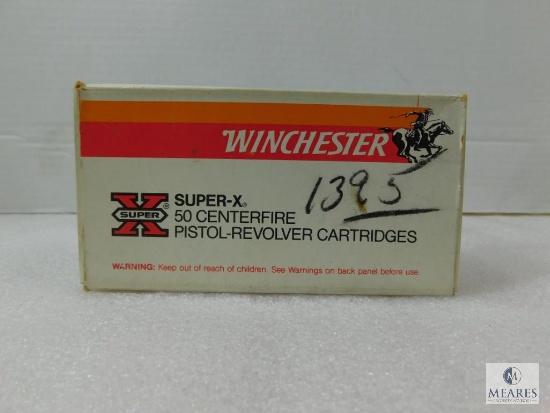 WINCHESTER
1395
SUPER-X®
X SUPER
50 CENTERFIRE
PISTOL-REVOLVER CARTRIDGES
WARNING: Keep out of reach of children. See Warnings on back panel before use.
MEARES